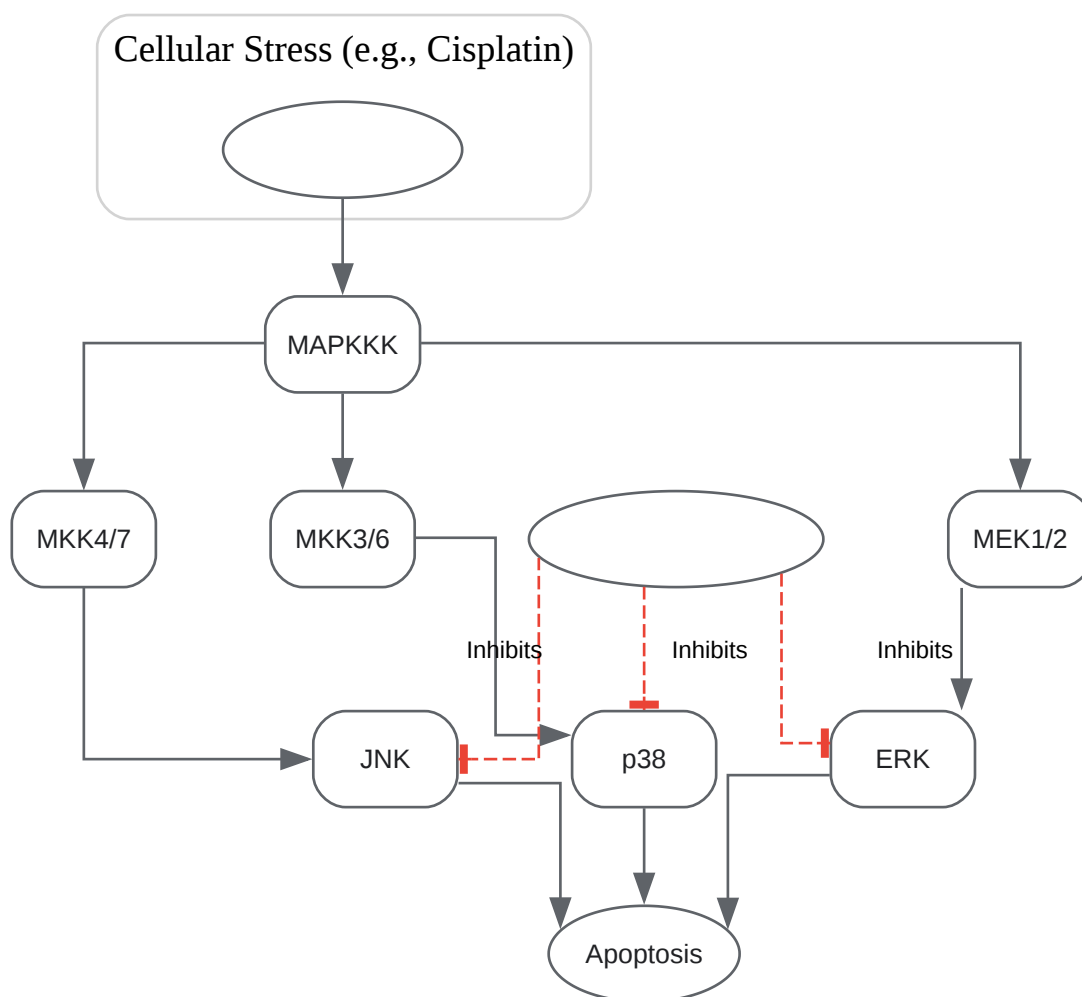 Cellular Stress (e.g., Cisplatin)
MAPKKK
MKK4/7
MKK3/6
MEK1/2
Inhibits
Inhibits
Inhibits
JNK
p38
ERK
Apoptosis